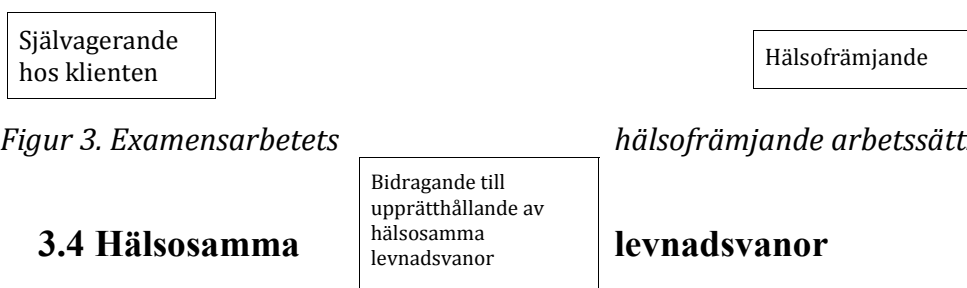 Självagerande
hos klienten
Hälsofrämjande
Figur 3. Examensarbetets
hälsofrämjande arbetssätt
Bidragande till
upprätthållande av
hälsosamma
levnadsvanor
3.4 Hälsosamma
levnadsvanor